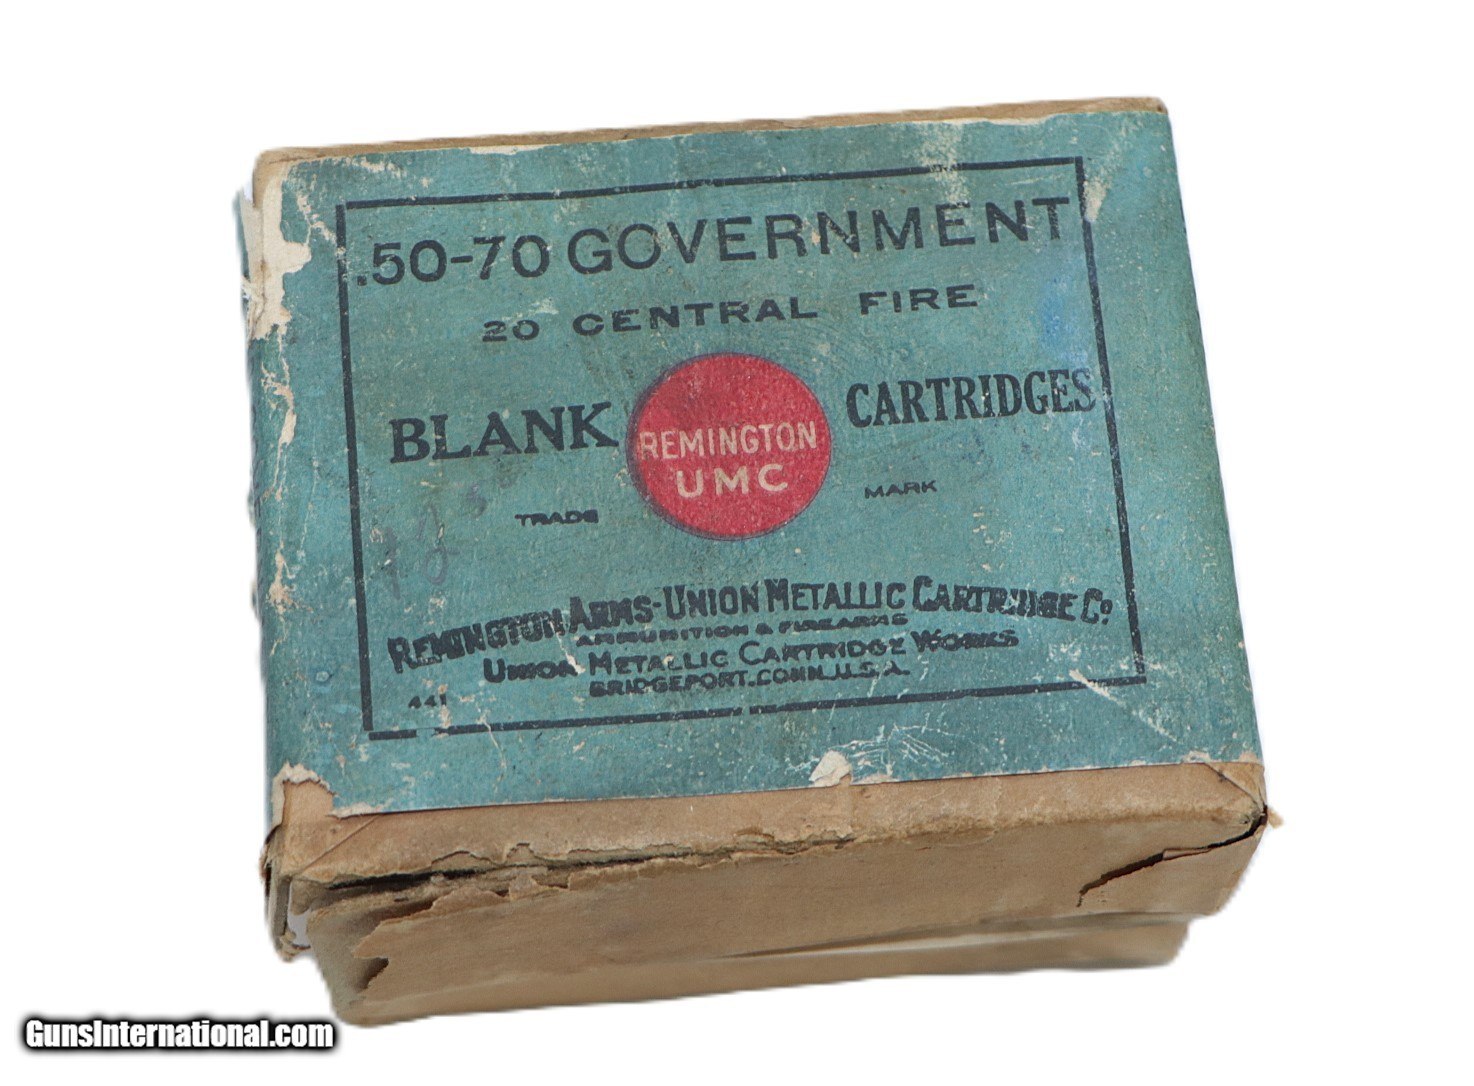 .50-70 GOVERNMENT
20 CENTRAL FIRE
BLANK REMINGTON UMC CARTRIDGES
TRADE MARK
REMINGTON ARMS-UNION METALLIC CARTRIDGE CO.
AMMUNITION & FIREARMS
UNION METALLIC CARTRIDGE WORKS
BRIDGEPORT. CONN. U.S.A.
441
GunsInternational.com